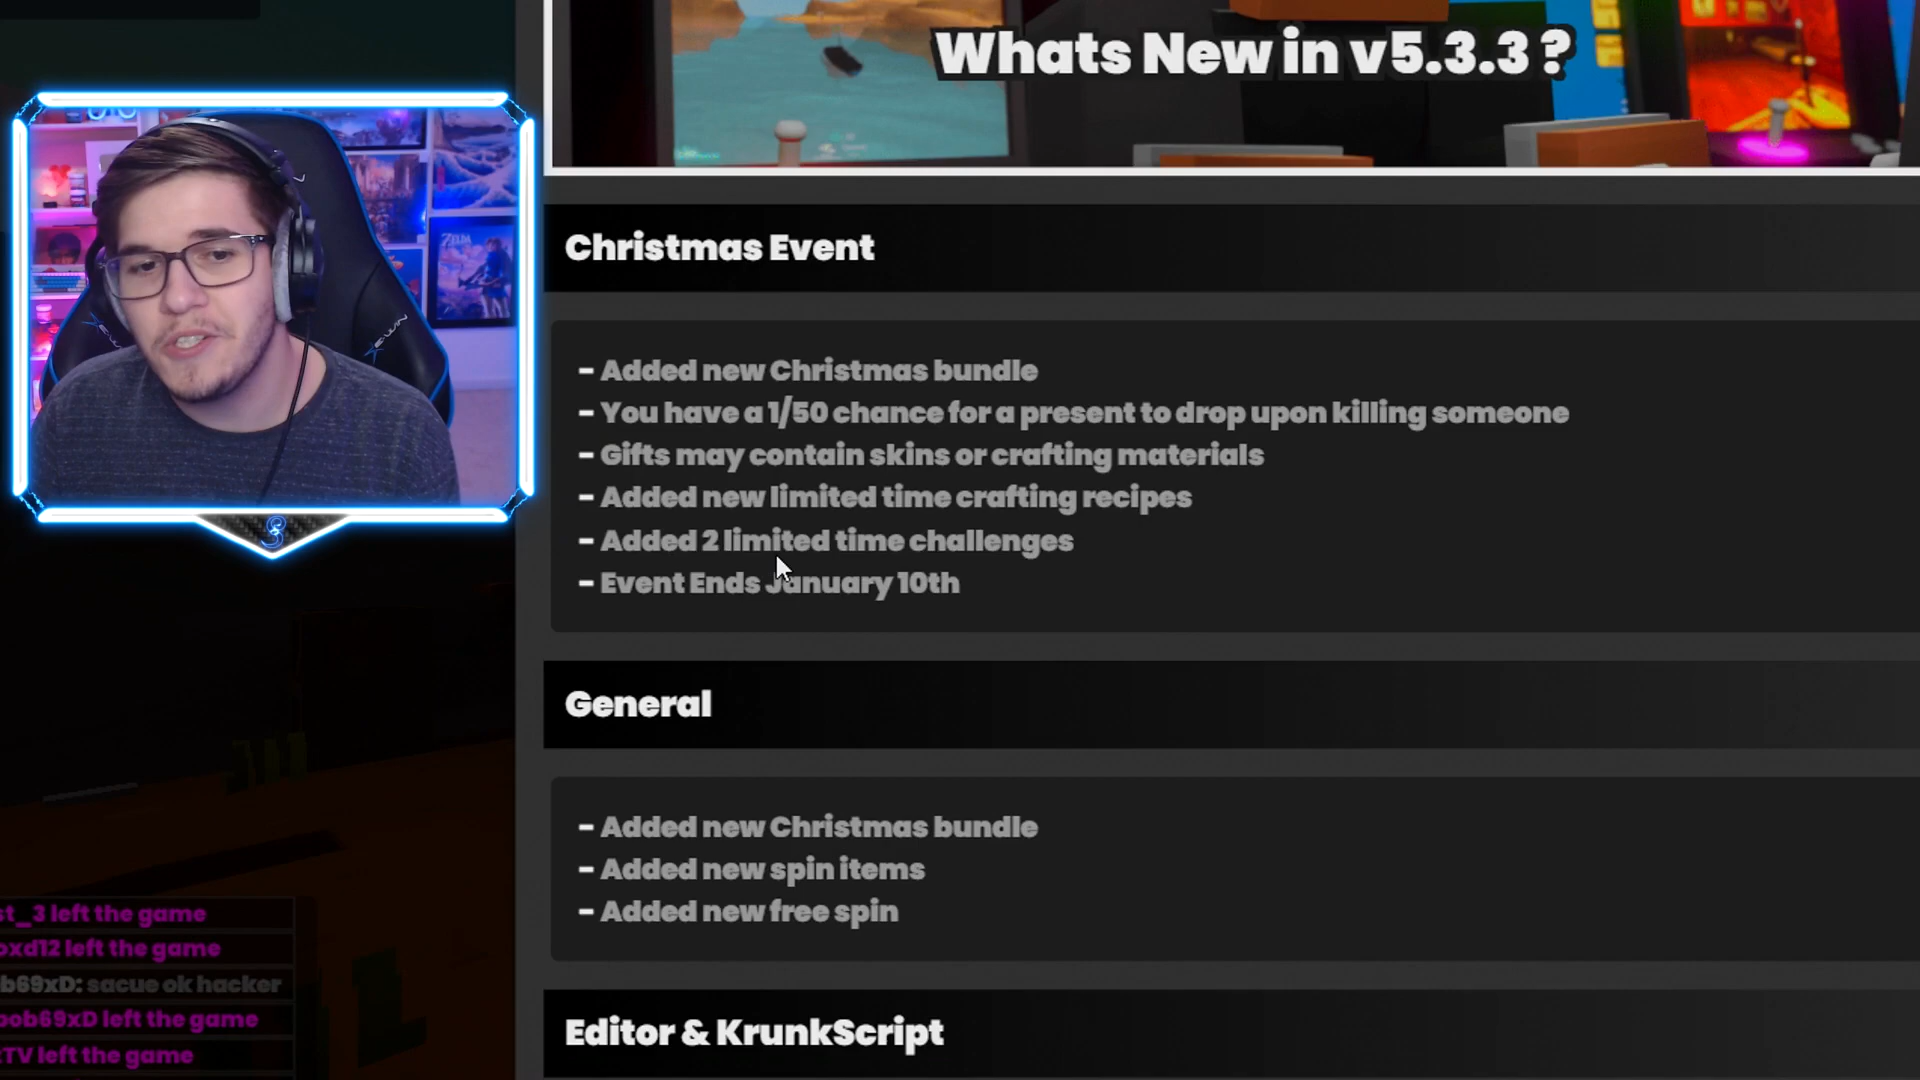 Whats New in v5.3.3 ?
Christmas Event
- Added new Christmas bundle
- You have a 1/50 chance for a present to drop upon killing someone
- Gifts may contain skins or crafting materials
- Added new limited time crafting recipes
- Added 2 limited time challenges
- Event Ends January 10th
General
- Added new Christmas bundle
- Added new spin items
- Added new free spin
Editor & KrunkScript
st_3 left the game
oxd12 left the game
b69xD: sacue ok hacker
bob69xD left the game
TV left the game
ZELDA